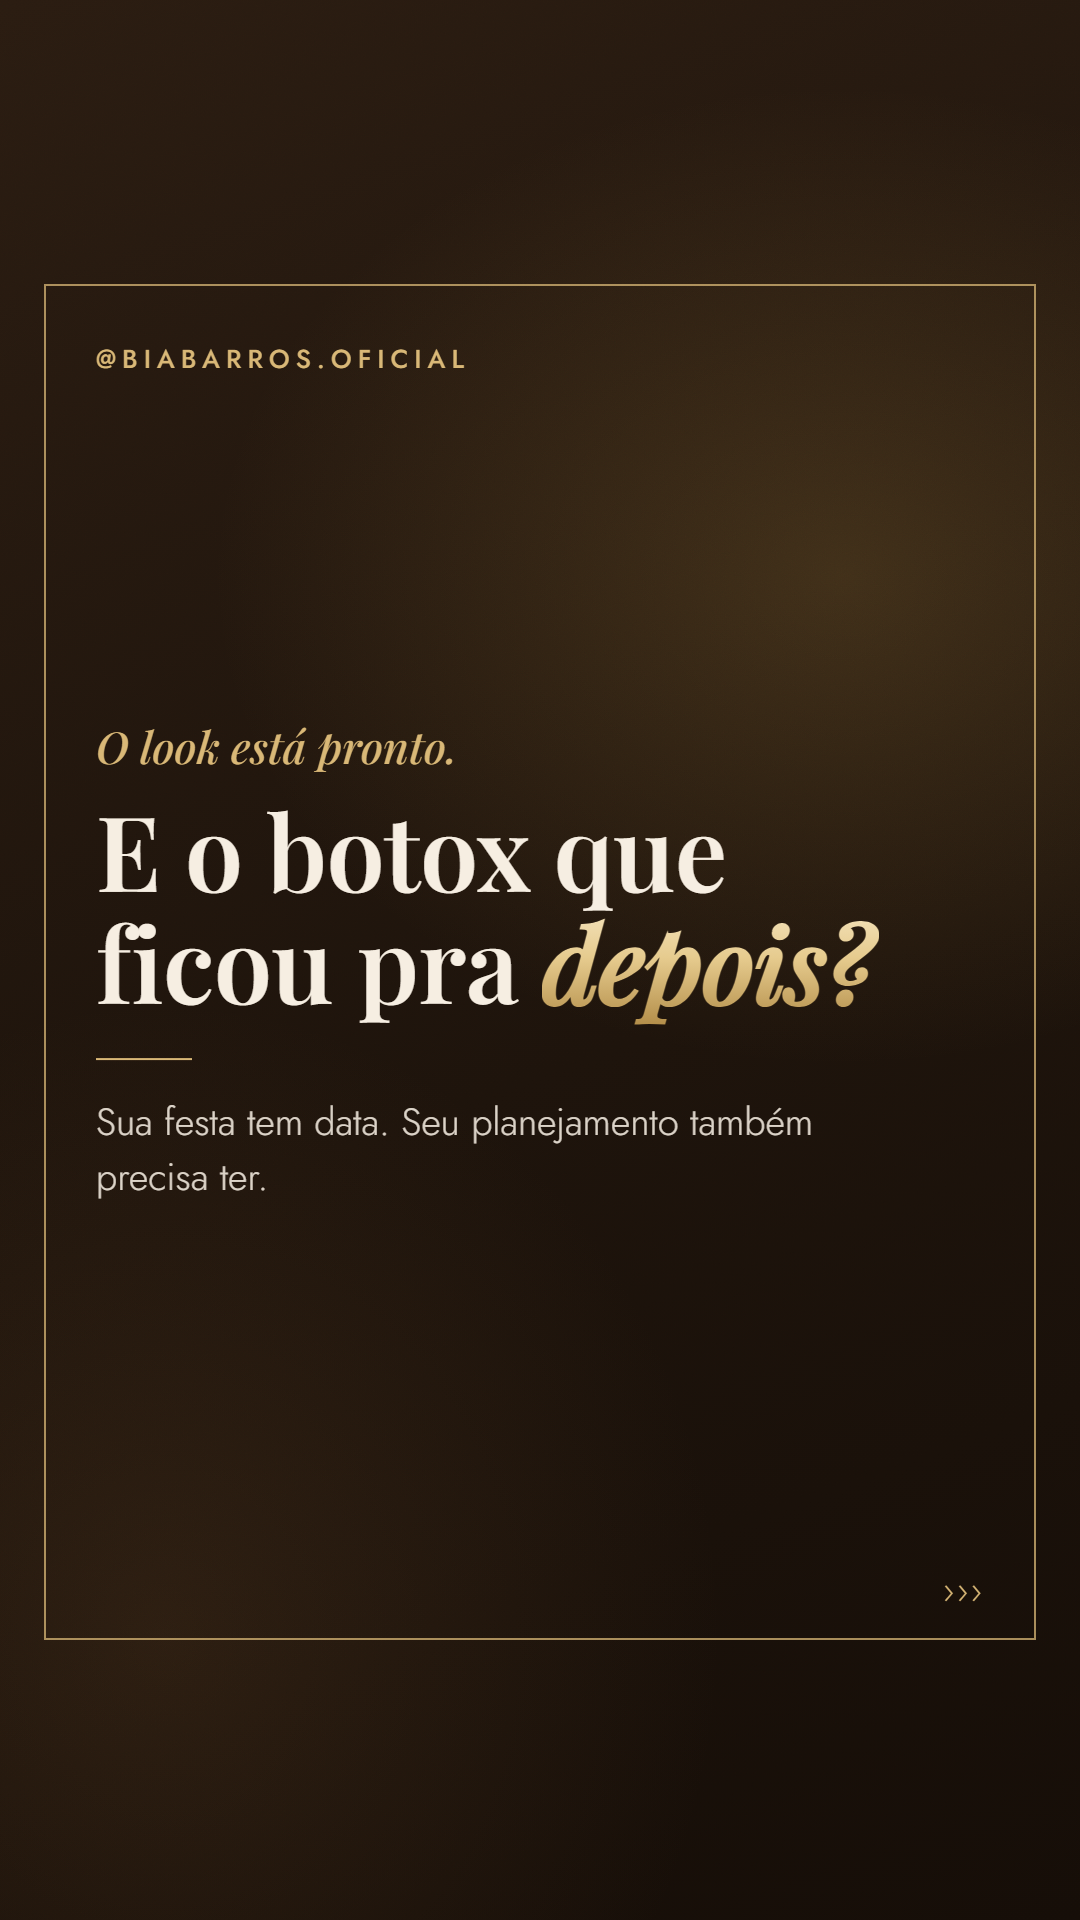 @BIABARROS.OFICIAL
O look está pronto.
E o botox que
ficou pra depois?
Sua festa tem data. Seu planejamento também
precisa ter.